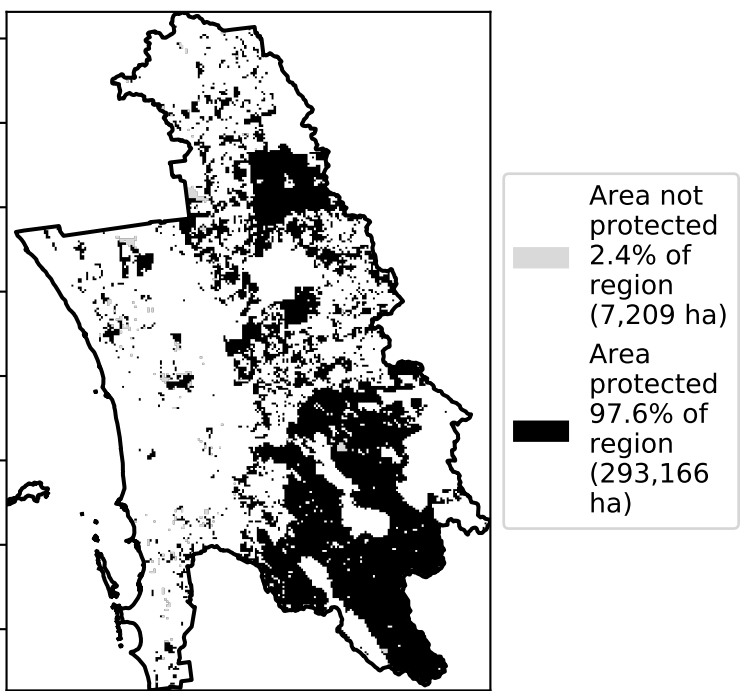 Area not
protected
2.4% of
region
(7,209 ha)
Area
protected
97.6% of
region
(293,166
ha)